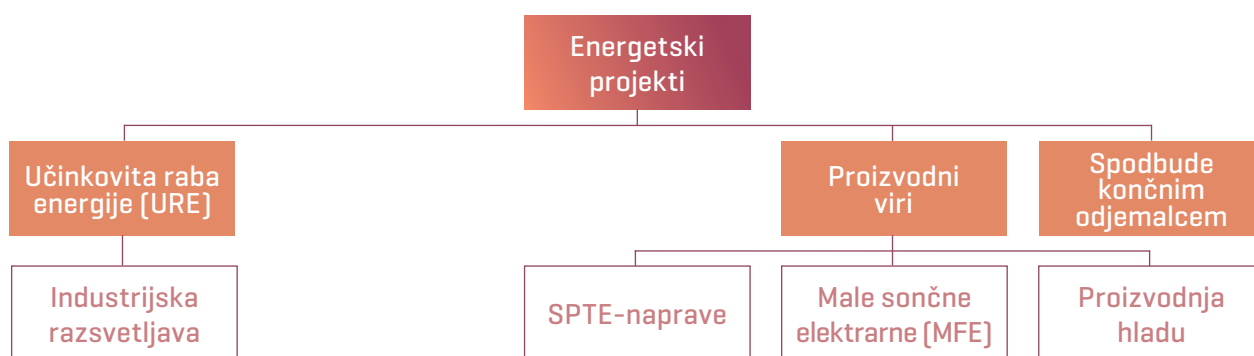 Energetski
projekti
Učinkovita raba
energije (URE)
Proizvodni
viri
Spodbude
končnim
odjemalcem
Industrijska
razsvetljava
SPTE-naprave
Male sončne
elektrarne (MFE)
Proizvodnja
hladu